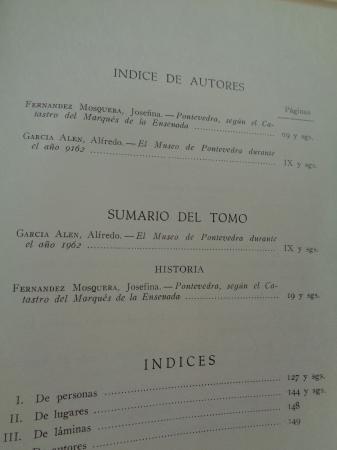 INDICE DE AUTORES
Páginas
FERNANDEZ MOSQUERA, Josefina. — Pontevedra, según el Ca-
tastro del Marqués de la Ensenada 19 y sgs.
GARCIA ALEN, Alfredo. — El Museo de Pontevedra durante
el año 9162 IX y sgs.
SUMARIO DEL TOMO
GARCIA ALEN, Alfredo. — El Museo de Pontevedra durante
el año 1962 IX y sgs.
HISTORIA
FERNANDEZ MOSQUERA, Josefina. — Pontevedra, según el Ca-
tastro del Marqués de la Ensenada 19 y sgs.
INDICES
I. De personas 127 y sgs.
II. De lugares 144 y sgs.
III. De láminas 148
De autores 149